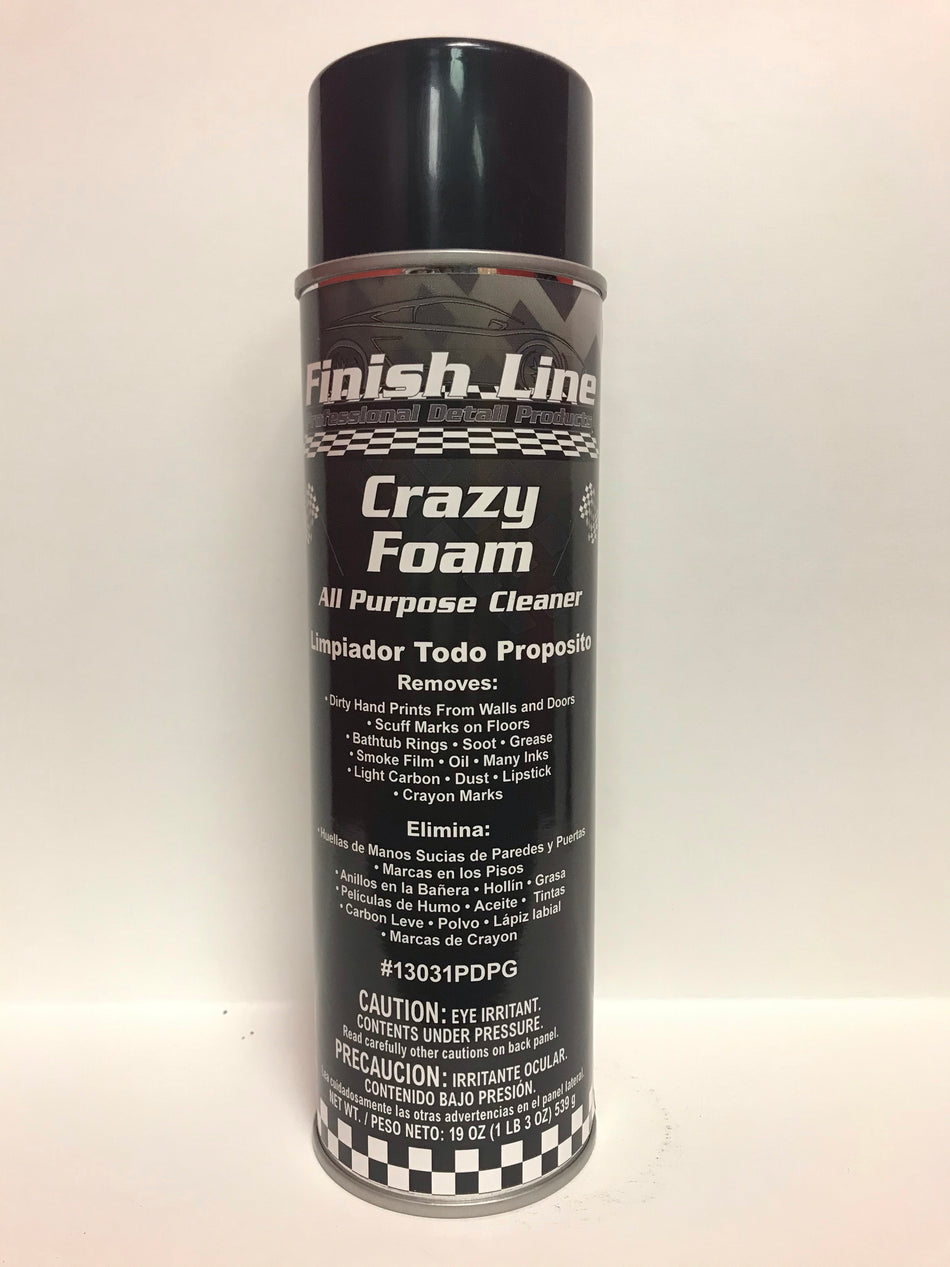 Finish Line
Professional Detail Products
Crazy
Foam
All Purpose Cleaner
Limpiador Todo Proposito
Removes:
• Dirty Hand Prints From Walls and Doors
• Scuff Marks on Floors
• Bathtub Rings • Soot • Grease
• Smoke Film • Oil • Many Inks
• Light Carbon • Dust • Lipstick
• Crayon Marks
Elimina:
• Huellas de Manos Sucias de Paredes y Puertas
• Marcas en los Pisos
• Anillos en la Bañera • Hollín • Grasa
• Películas de Humo • Aceite • Tintas
• Carbon Leve • Polvo • Lápiz labial
• Marcas de Crayon
#13031PDPG
CAUTION: EYE IRRITANT.
CONTENTS UNDER PRESSURE.
Read carefully other cautions on back panel.
PRECAUCION: IRRITANTE OCULAR.
CONTENIDO BAJO PRESIÓN.
Lea cuidadosamente las otras advertencias en el panel lateral.
NET WT. / PESO NETO: 19 OZ (1 LB 3 OZ) 539 g